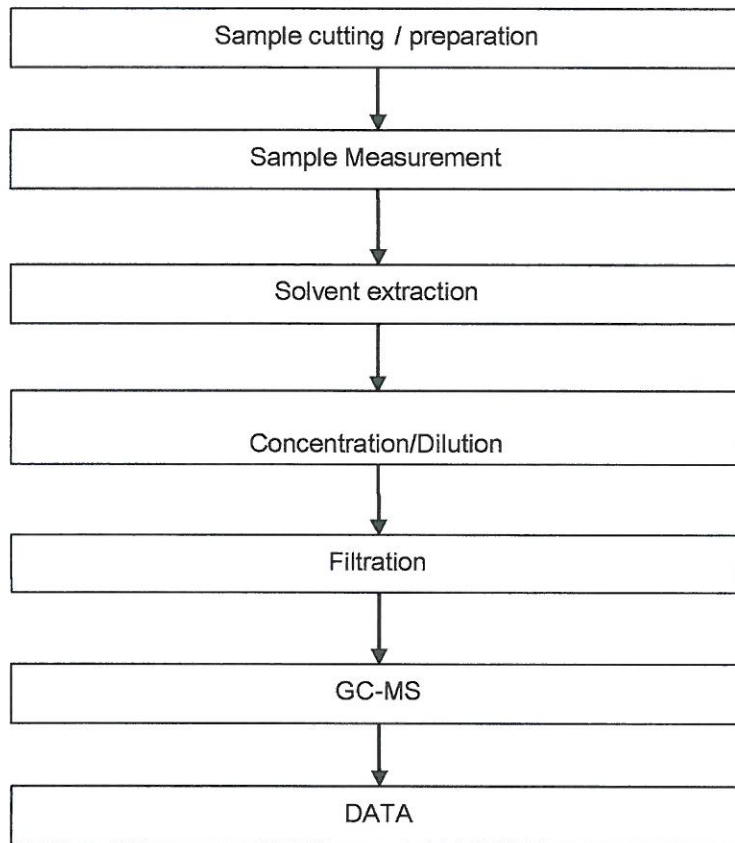 Sample cutting / preparation
Sample Measurement
Solvent extraction
Concentration/Dilution
Filtration
GC-MS
DATA